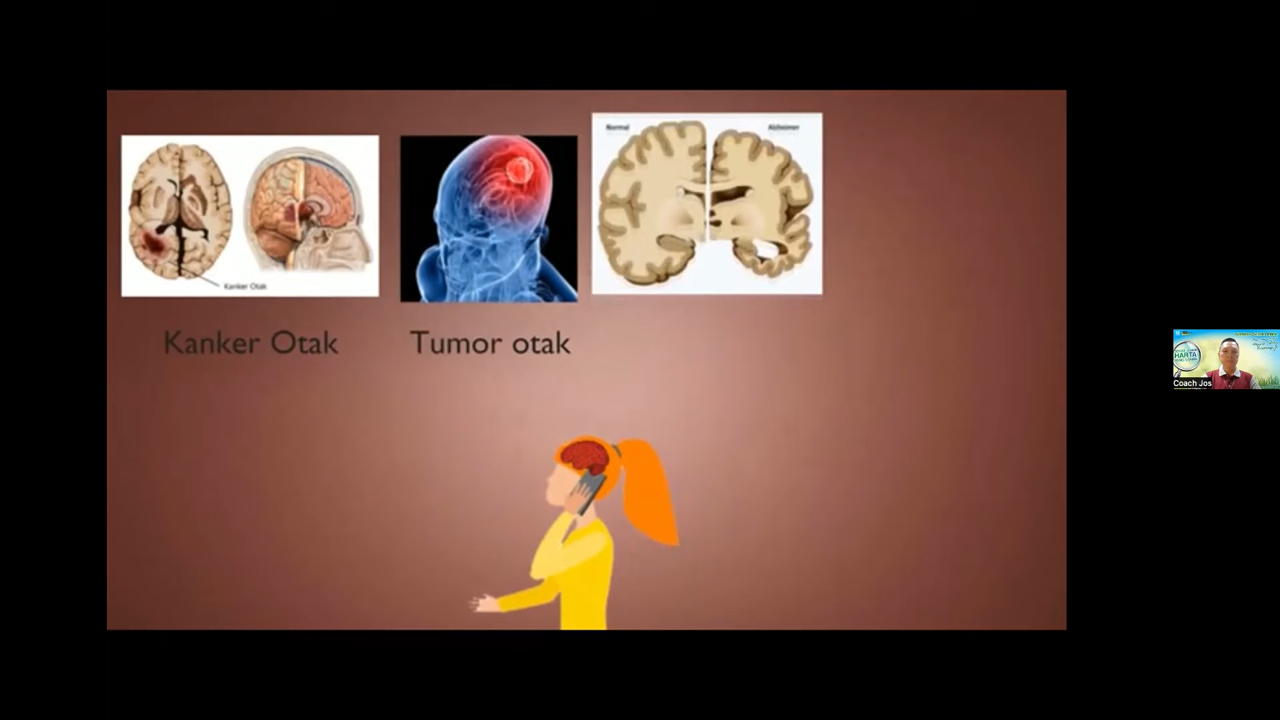 Normal
Alzheimer
Kanker Otak
Kanker Otak
Tumor otak
HARTA
Coach Jos